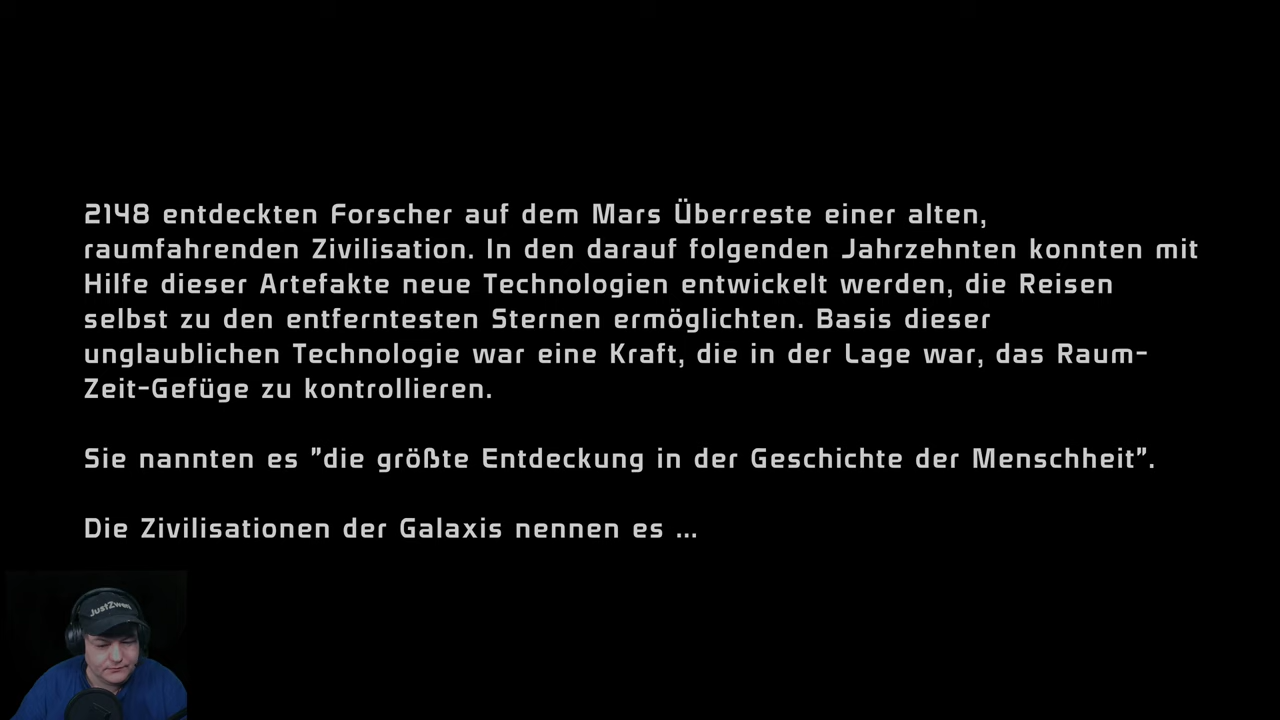 2148 entdeckten Forscher auf dem Mars Überreste einer alten,
raumfahrenden Zivilisation. In den darauf folgenden Jahrzehnten konnten mit
Hilfe dieser Artefakte neue Technologien entwickelt werden, die Reisen
selbst zu den entferntesten Sternen ermöglichten. Basis dieser
unglaublichen Technologie war eine Kraft, die in der Lage war, das Raum-
Zeit-Gefüge zu kontrollieren.
Sie nannten es "die größte Entdeckung in der Geschichte der Menschheit".
Die Zivilisationen der Galaxis nennen es ...